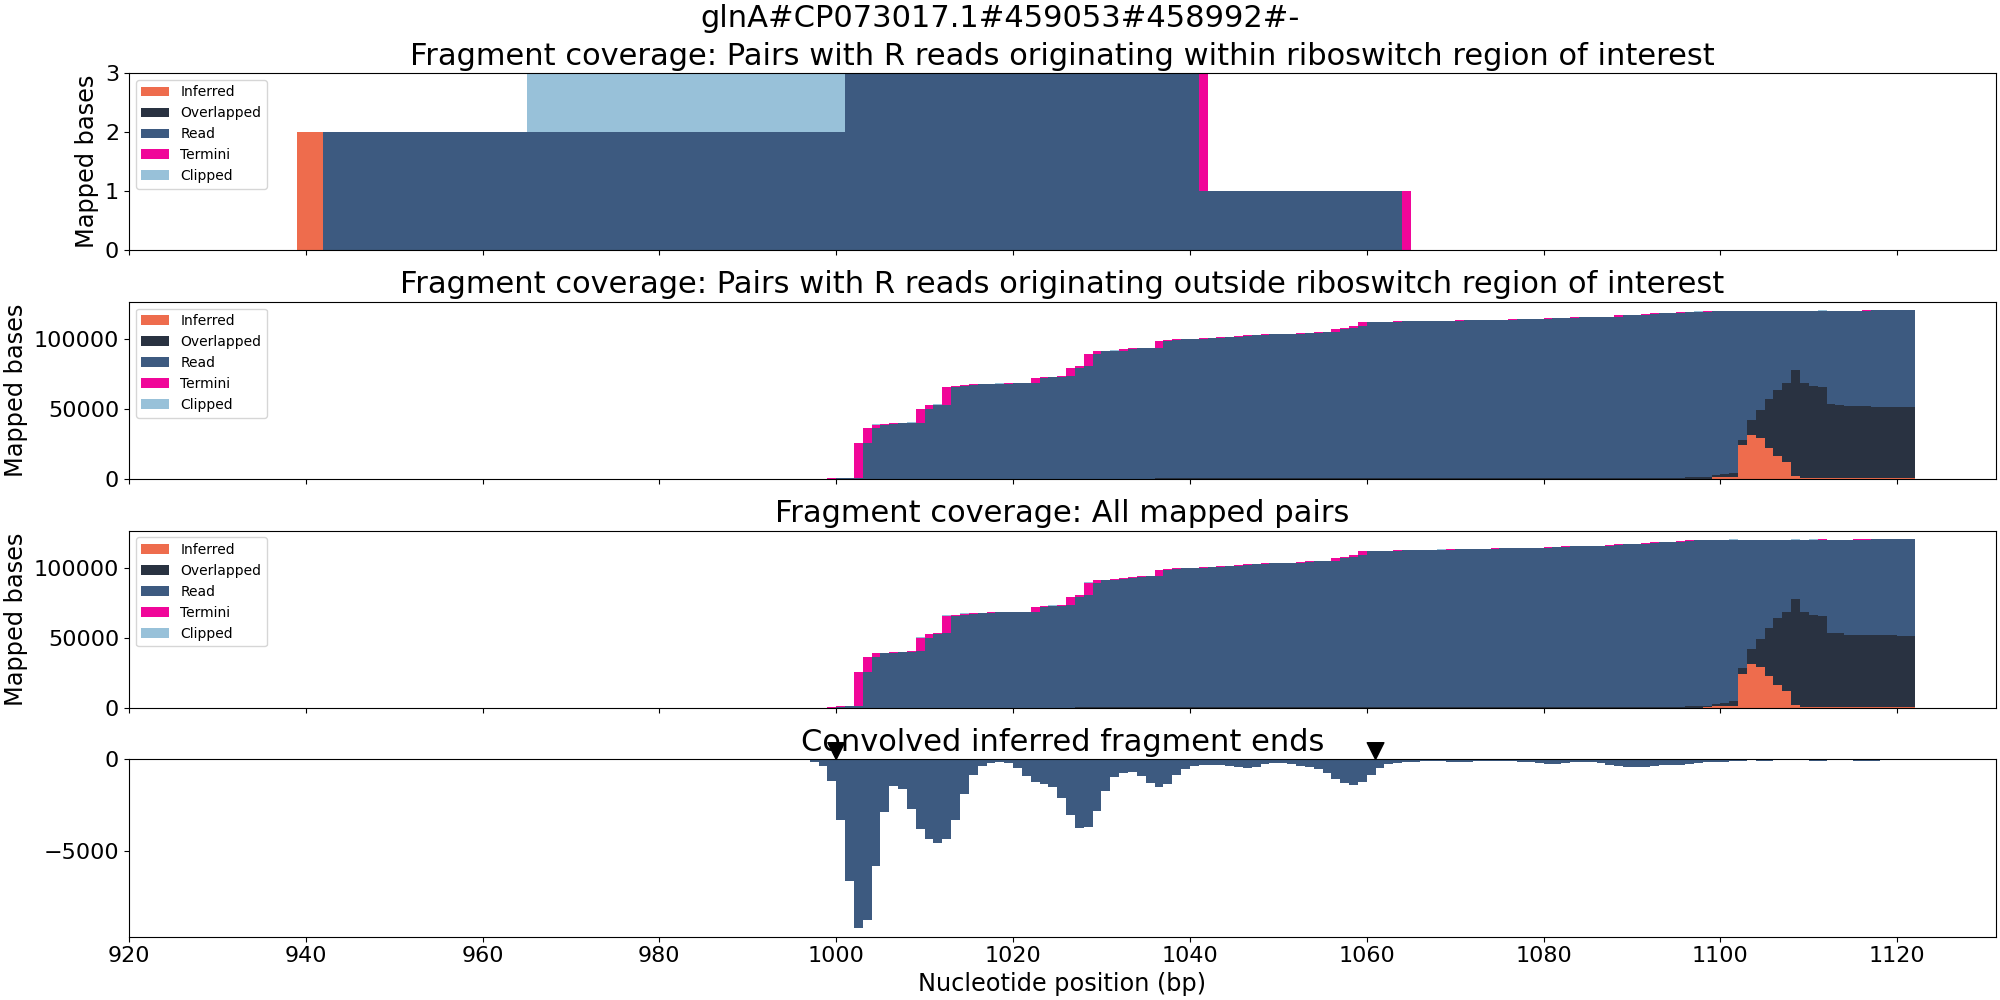 glnA#CP073017.1#459053#458992#-
Fragment coverage: Pairs with R reads originating within riboswitch region of interest
Mapped bases
3
2
1
0
Inferred
Overlapped
Read
Termini
Clipped
Fragment coverage: Pairs with R reads originating outside riboswitch region of interest
Mapped bases
100000
50000
0
Inferred
Overlapped
Read
Termini
Clipped
Fragment coverage: All mapped pairs
Mapped bases
100000
50000
0
Inferred
Overlapped
Read
Termini
Clipped
Convolved inferred fragment ends
0
−5000
920 940 960 980 1000 1020 1040 1060 1080 1100 1120
Nucleotide position (bp)